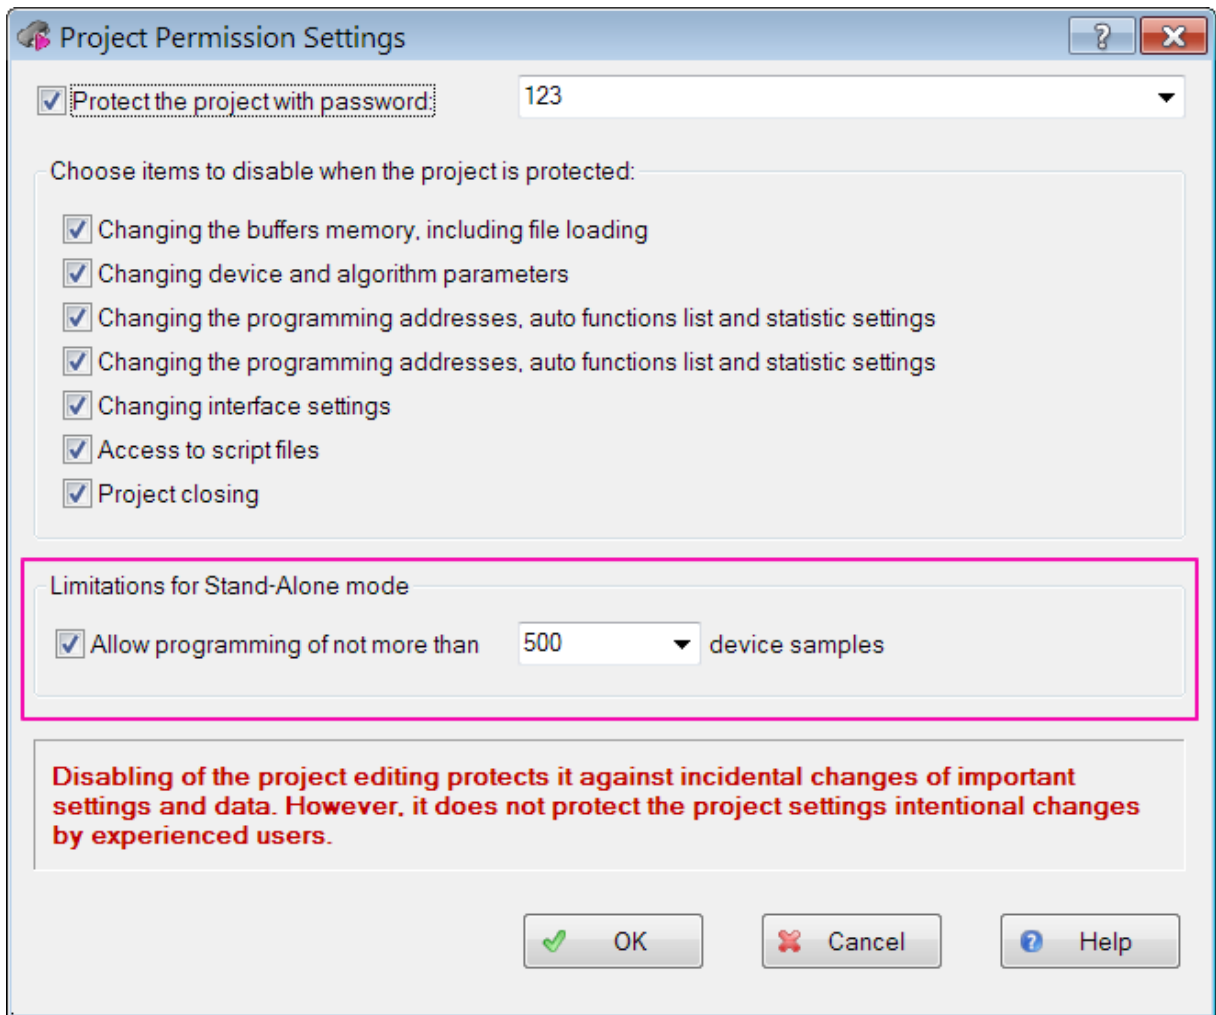 Project Permission Settings
Protect the project with password: 123
Choose items to disable when the project is protected:
Changing the buffers memory, including file loading
Changing device and algorithm parameters
Changing the programming addresses, auto functions list and statistic settings
Changing the programming addresses, auto functions list and statistic settings
Changing interface settings
Access to script files
Project closing
Limitations for Stand-Alone mode
Allow programming of not more than 500 device samples
Disabling of the project editing protects it against incidental changes of important
settings and data. However, it does not protect the project settings intentional changes
by experienced users.
OK Cancel Help